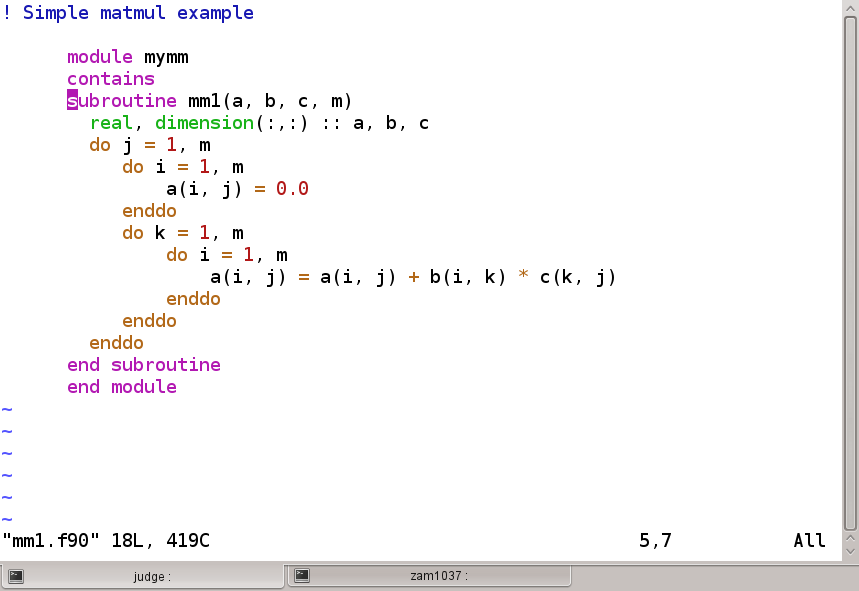 ! Simple matmul example
module mymm
contains
subroutine mm1(a, b, c, m)
real, dimension(:,:) :: a, b, c
do j = 1, m
do i = 1, m
a(i, j) = 0.0
enddo
do k = 1, m
do i = 1, m
a(i, j) = a(i, j) + b(i, k) * c(k, j)
enddo
enddo
enddo
end subroutine
end module
~
~
~
~
~
~
"mm1.f90" 18L, 419C 5,7 All
judge : zam1037 :